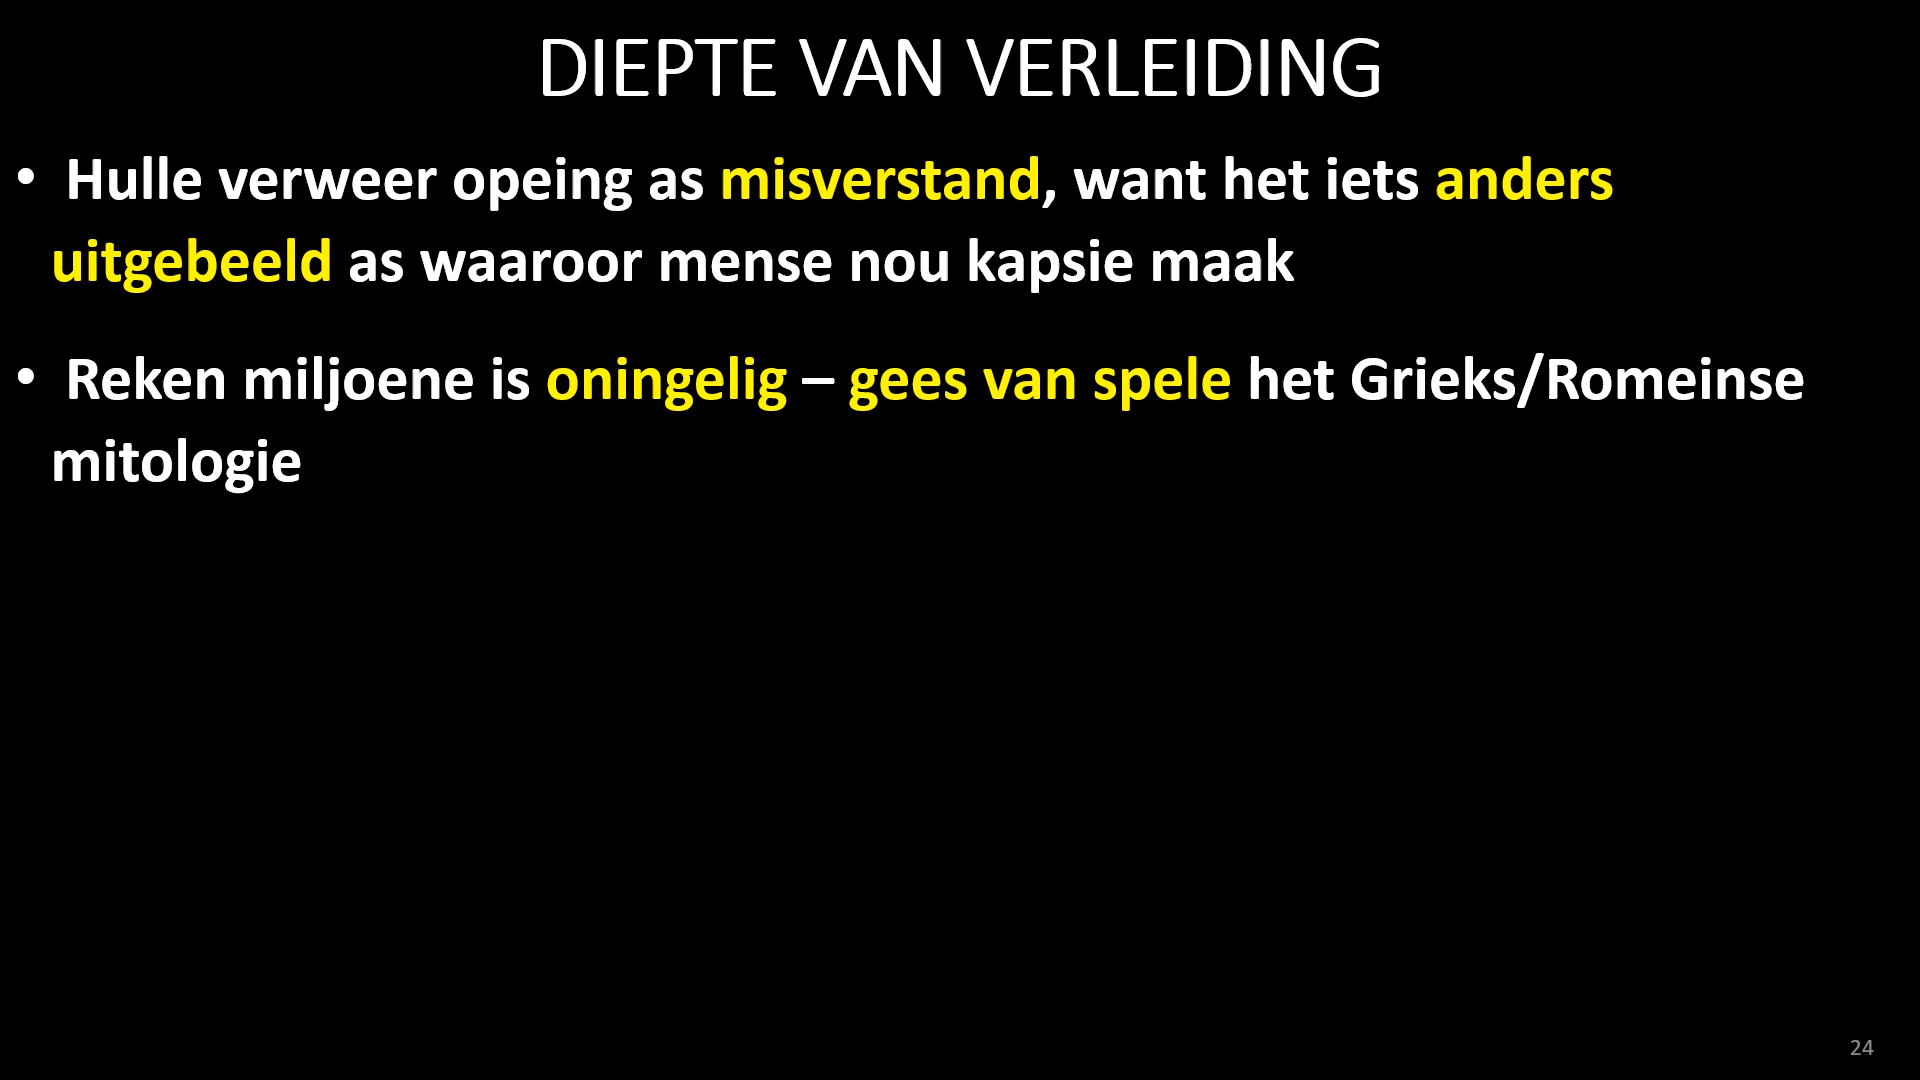 DIEPTE VAN VERLEIDING
• Hulle verweer opeing as misverstand, want het iets anders
uitgebeeld as waaroor mense nou kapsie maak
• Reken miljoene is oningelig – gees van spele het Grieks/Romeinse
mitologie
24